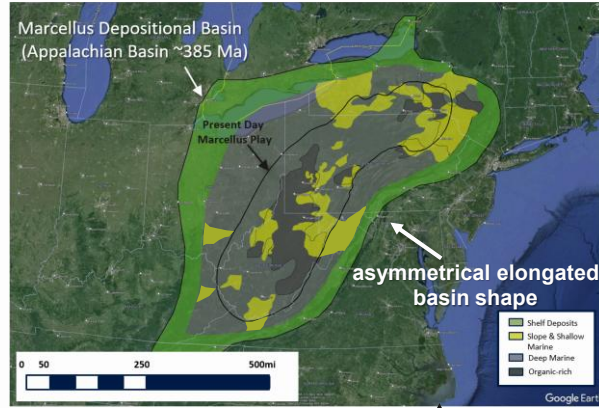 Marcellus Depositional Basin
(Appalachian Basin ~385 Ma)
Present Day
Marcellus Play
asymmetrical elongated
basin shape
Shelf Deposits
Slope & Shallow
Marine
Deep Marine
Organic-rich
0 50 250 500mi
Google Eart